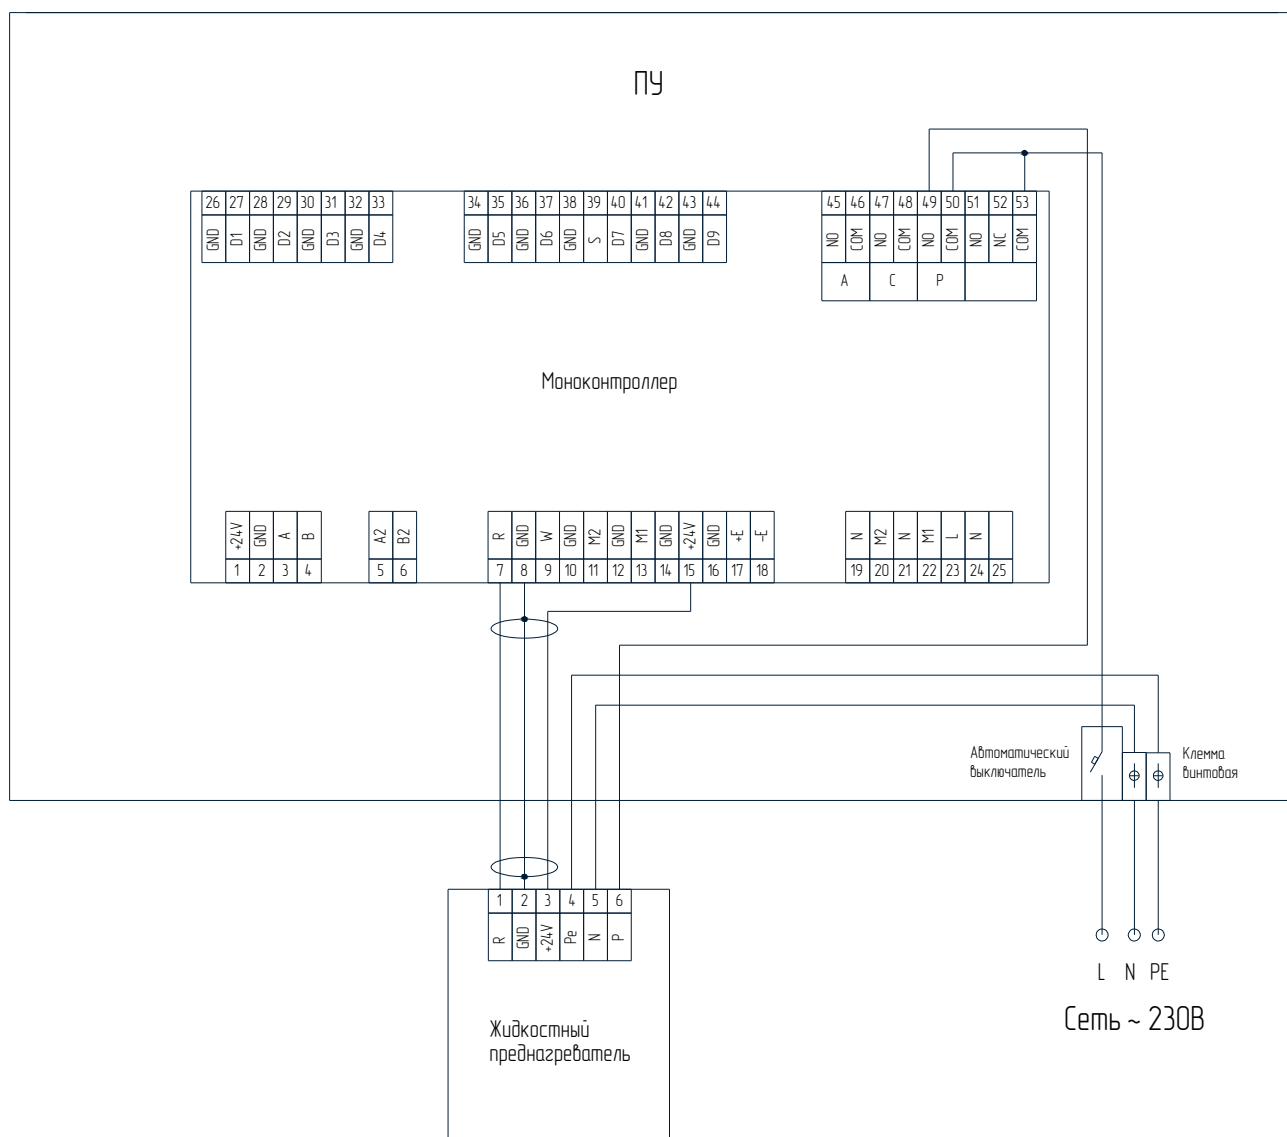 ПУ
26 27 28 29 30 31 32 33
GND D1 GND D2 GND D3 GND D4
34 35 36 37 38 39 40 41 42 43 44
GND D5 GND D6 GND S D7 GND D8 GND D9
45 46 47 48 49 50 51 52 53
NO COM NO COM NO COM NO NC COM
A C P
Моноконтроллер
+24V GND A B
1 2 3 4
A2 B2
5 6
R GND W GND M2 GND M1 GND +24V GND +E -E
7 8 9 10 11 12 13 14 15 16 17 18
N M2 N M1 L N
19 20 21 22 23 24 25
Автоматический
выключатель
Клемма
винтовая
1 2 3 4 5 6
R GND +24V Pe N P
Жидкостный
преднагреватель
L N PE
Сеть ~ 230В